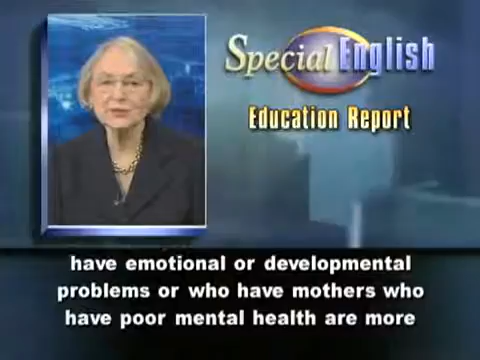 Special English
Education Report
have emotional or developmental
problems or who have mothers who
have poor mental health are more